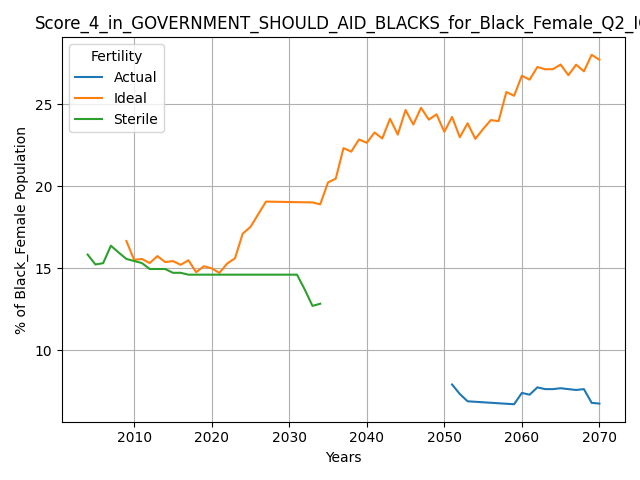 Score_4_in_GOVERNMENT_SHOULD_AID_BLACKS_for_Black_Female_Q2_I
Fertility
Actual
Ideal
Sterile
% of Black_Female Population
25
20
15
10
2010 2020 2030 2040 2050 2060 2070
Years